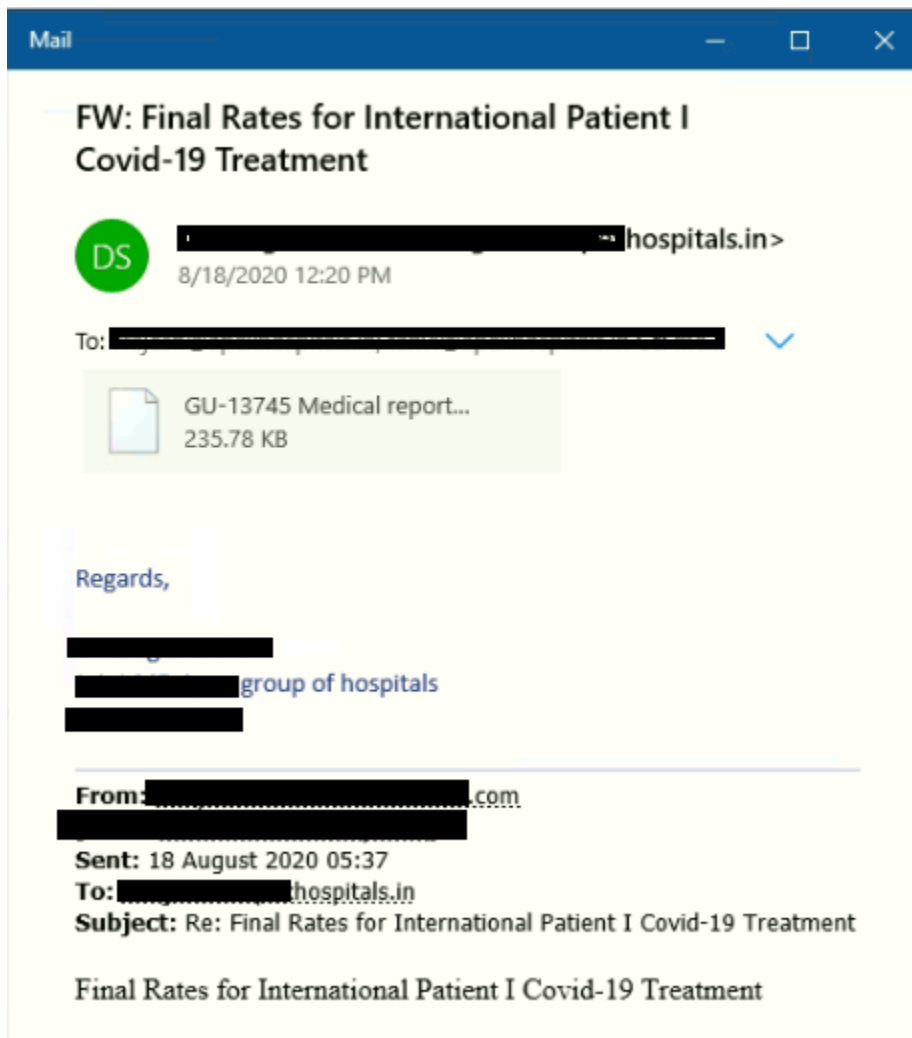 Mail
FW: Final Rates for International Patient I
Covid-19 Treatment
DS
hospitals.in>
8/18/2020 12:20 PM
To:
GU-13745 Medical report...
235.78 KB
Regards,
group of hospitals
From: .com
Sent: 18 August 2020 05:37
To: hospitals.in
Subject: Re: Final Rates for International Patient I Covid-19 Treatment
Final Rates for International Patient I Covid-19 Treatment